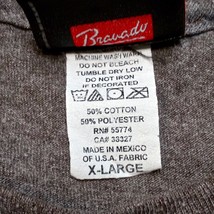 Bravado
MACHINE WASH WARM
DO NOT BLEACH
TUMBLE DRY LOW
DO NOT IRON
IF DECORATED
50% COTTON
50% POLYESTER
RN# 55774
CA# 33327
MADE IN MEXICO
OF U.S.A. FABRIC
X-LARGE